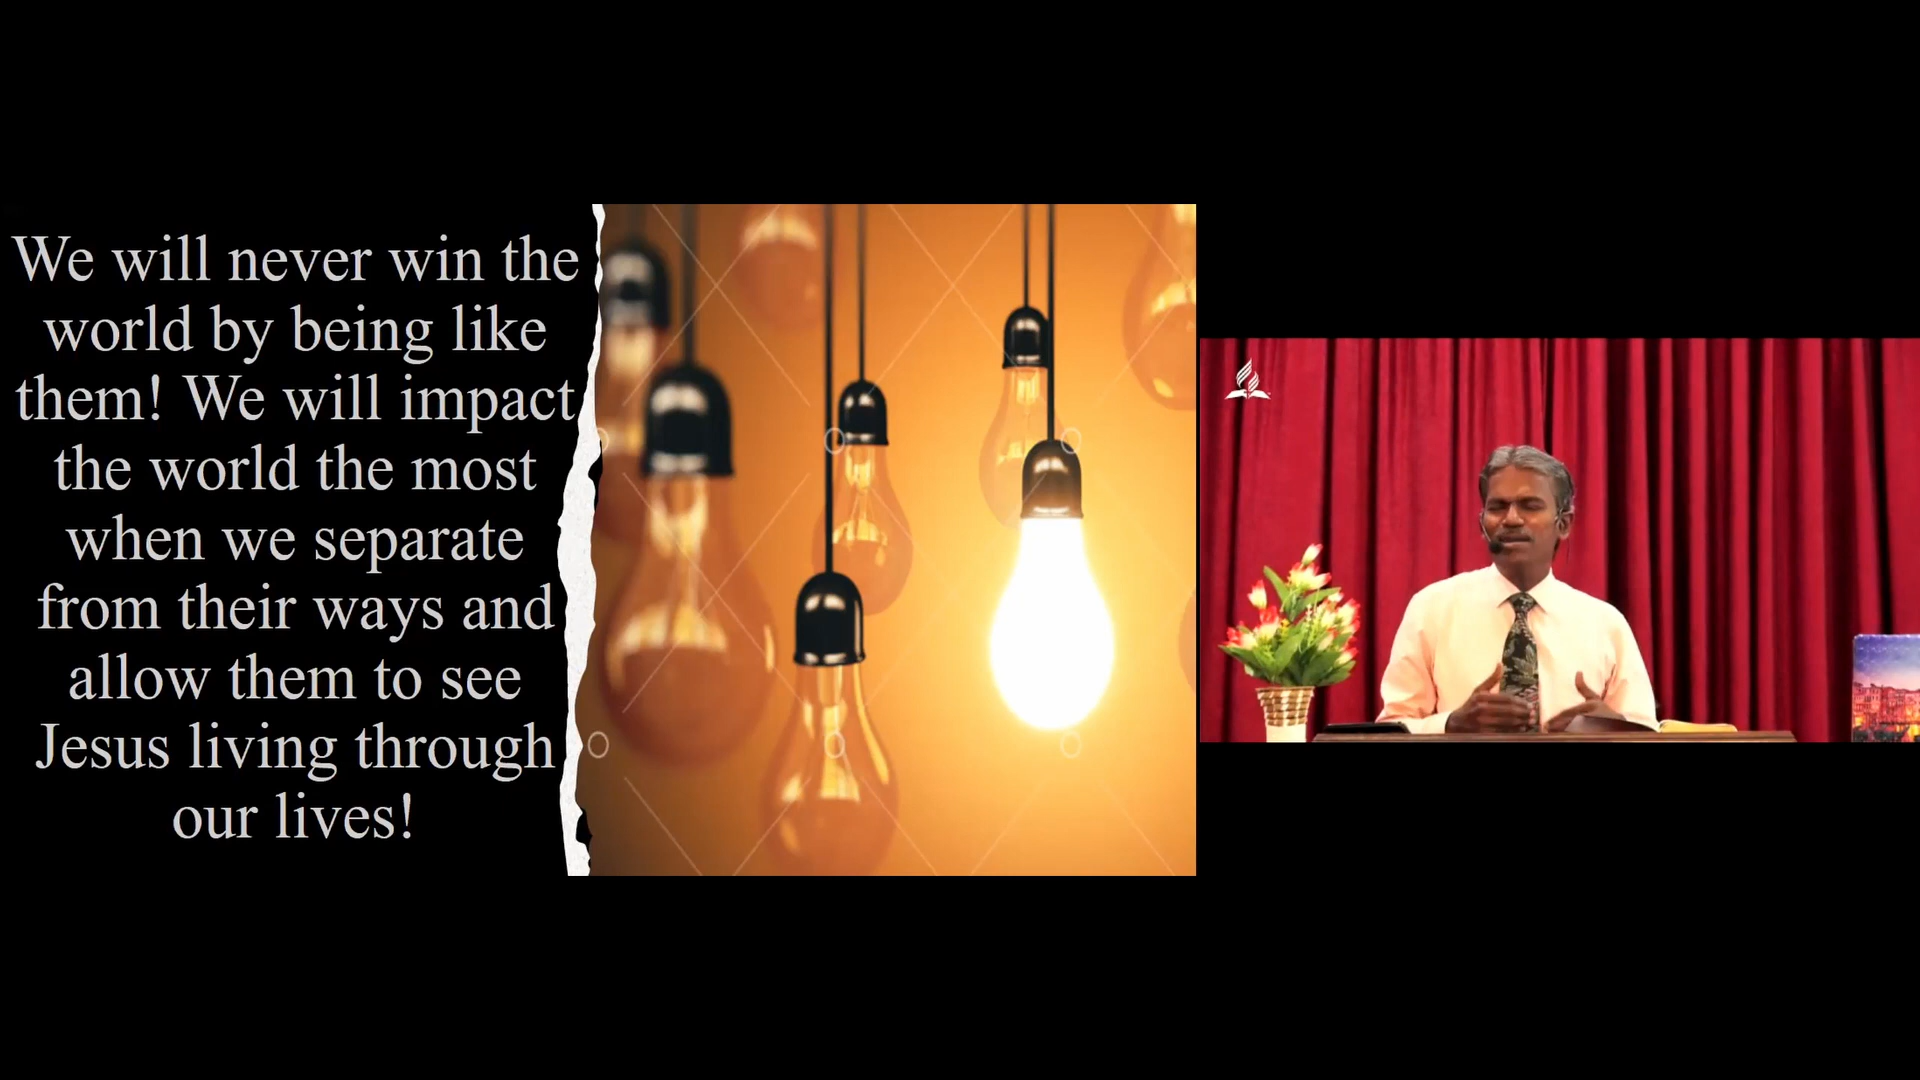 We will never win the
world by being like
them! We will impact
the world the most
when we separate
from their ways and
allow them to see
Jesus living through
our lives!